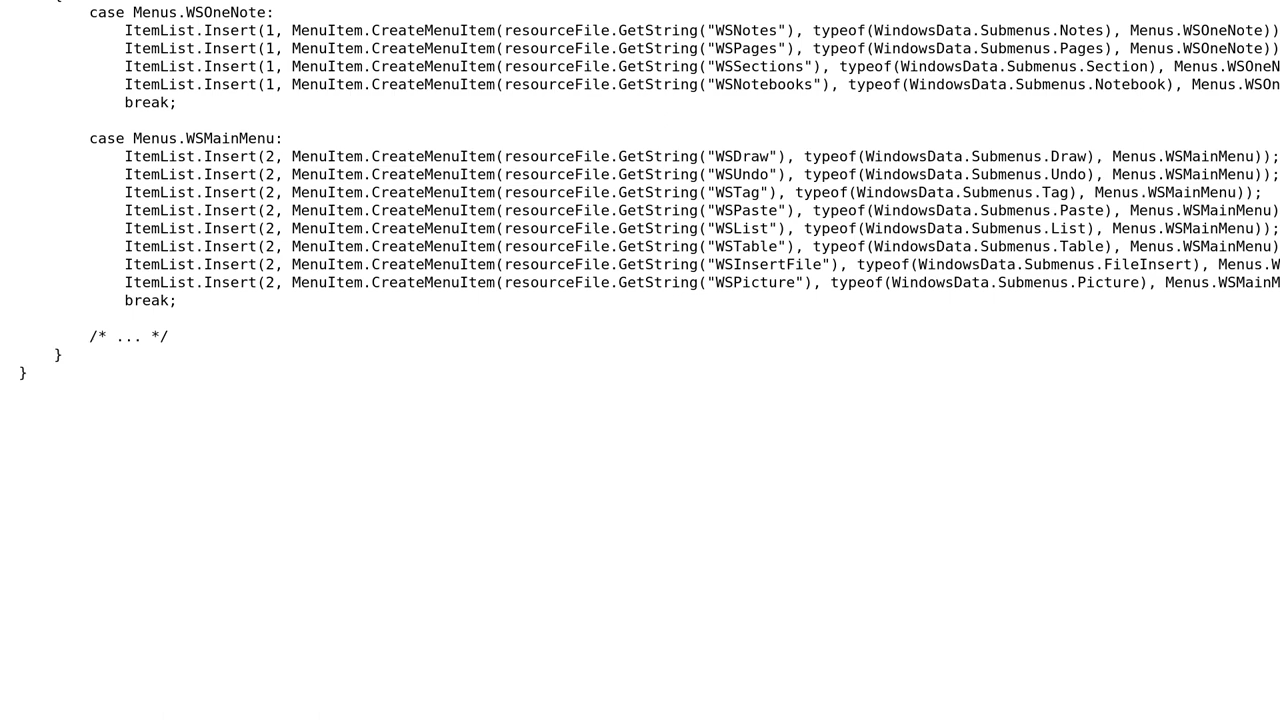 case Menus.WSOneNote:
ItemList.Insert(1, MenuItem.CreateMenuItem(resourceFile.GetString("WSNotes"), typeof(WindowsData.Submenus.Notes), Menus.WSOneNote))
ItemList.Insert(1, MenuItem.CreateMenuItem(resourceFile.GetString("WSPages"), typeof(WindowsData.Submenus.Pages), Menus.WSOneNote))
ItemList.Insert(1, MenuItem.CreateMenuItem(resourceFile.GetString("WSSections"), typeof(WindowsData.Submenus.Section), Menus.WSOneN
ItemList.Insert(1, MenuItem.CreateMenuItem(resourceFile.GetString("WSNotebooks"), typeof(WindowsData.Submenus.Notebook), Menus.WSOn
break;
case Menus.WSMainMenu:
ItemList.Insert(2, MenuItem.CreateMenuItem(resourceFile.GetString("WSDraw"), typeof(WindowsData.Submenus.Draw), Menus.WSMainMenu));
ItemList.Insert(2, MenuItem.CreateMenuItem(resourceFile.GetString("WSUndo"), typeof(WindowsData.Submenus.Undo), Menus.WSMainMenu));
ItemList.Insert(2, MenuItem.CreateMenuItem(resourceFile.GetString("WSTag"), typeof(WindowsData.Submenus.Tag), Menus.WSMainMenu));
ItemList.Insert(2, MenuItem.CreateMenuItem(resourceFile.GetString("WSPaste"), typeof(WindowsData.Submenus.Paste), Menus.WSMainMenu)
ItemList.Insert(2, MenuItem.CreateMenuItem(resourceFile.GetString("WSList"), typeof(WindowsData.Submenus.List), Menus.WSMainMenu));
ItemList.Insert(2, MenuItem.CreateMenuItem(resourceFile.GetString("WSTable"), typeof(WindowsData.Submenus.Table), Menus.WSMainMenu)
ItemList.Insert(2, MenuItem.CreateMenuItem(resourceFile.GetString("WSInsertFile"), typeof(WindowsData.Submenus.FileInsert), Menus.W
ItemList.Insert(2, MenuItem.CreateMenuItem(resourceFile.GetString("WSPicture"), typeof(WindowsData.Submenus.Picture), Menus.WSMainM
break;
/* ... */
}
}